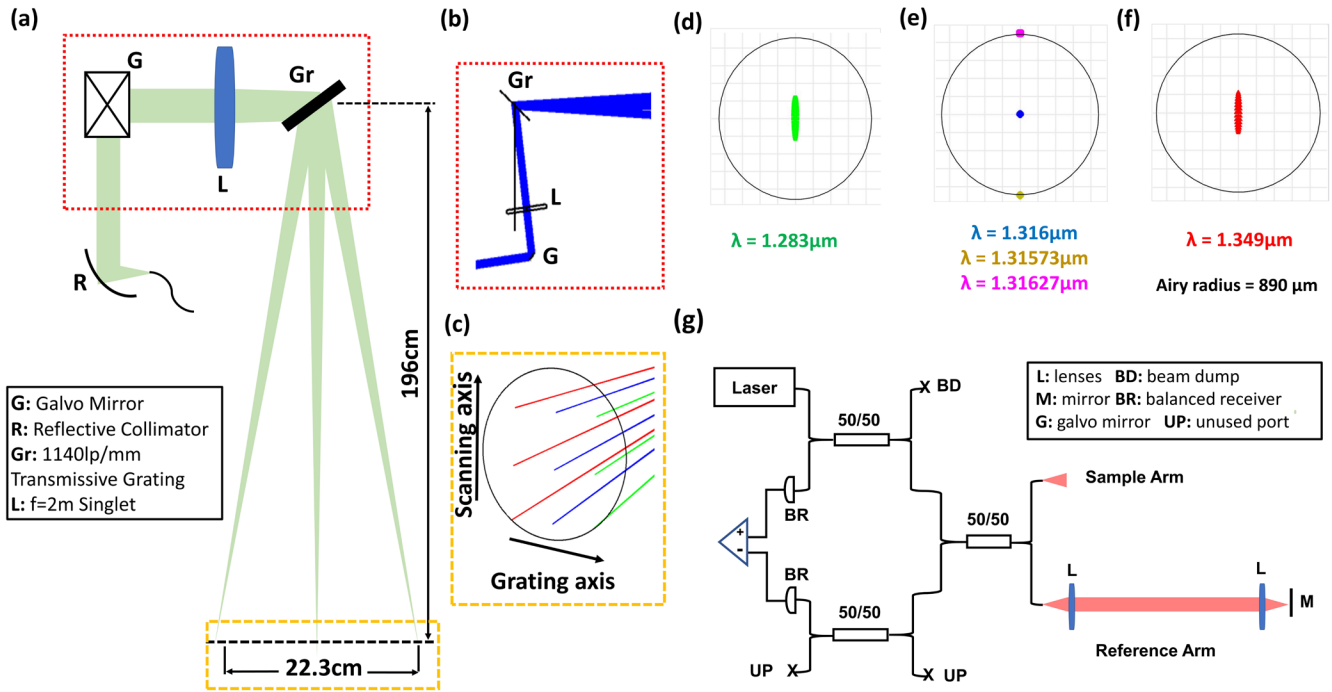 (a)
G
Gr
L
R
196cm
22.3cm
G: Galvo Mirror
R: Reflective Collimator
Gr: 1140lp/mm
Transmissive Grating
L: f=2m Singlet
(b)
Gr
L
G
(c)
Scanning axis
Grating axis
(d)
λ = 1.283μm
(e)
λ = 1.316μm
λ = 1.31573μm
λ = 1.31627μm
(f)
λ = 1.349μm
Airy radius = 890 μm
(g)
Laser
50/50
X BD
BR
+
-
BR
50/50
UP X
X UP
50/50
L: lenses BD: beam dump
M: mirror BR: balanced receiver
G: galvo mirror UP: unused port
Sample Arm
L
L
M
Reference Arm